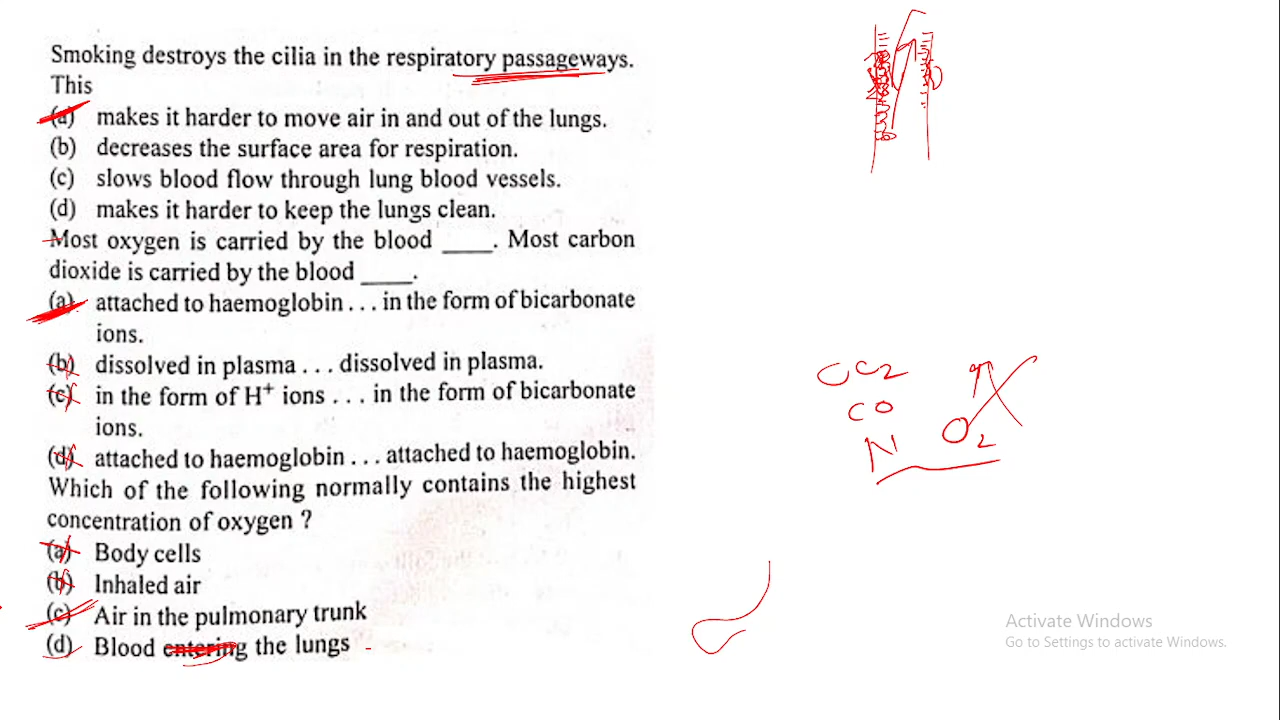 Smoking destroys the cilia in the respiratory passageways.
This
(a) makes it harder to move air in and out of the lungs.
(b) decreases the surface area for respiration.
(c) slows blood flow through lung blood vessels.
(d) makes it harder to keep the lungs clean.
Most oxygen is carried by the blood ____. Most carbon
dioxide is carried by the blood ____.
(a) attached to haemoglobin . . . in the form of bicarbonate
ions.
(b) dissolved in plasma . . . dissolved in plasma.
(c) in the form of H⁺ ions . . . in the form of bicarbonate
ions.
(d) attached to haemoglobin . . . attached to haemoglobin.
Which of the following normally contains the highest
concentration of oxygen ?
(a) Body cells
(b) Inhaled air
(c) Air in the pulmonary trunk
(d) Blood entering the lungs
CO
N O2
Activate Windows
Go to Settings to activate Windows.